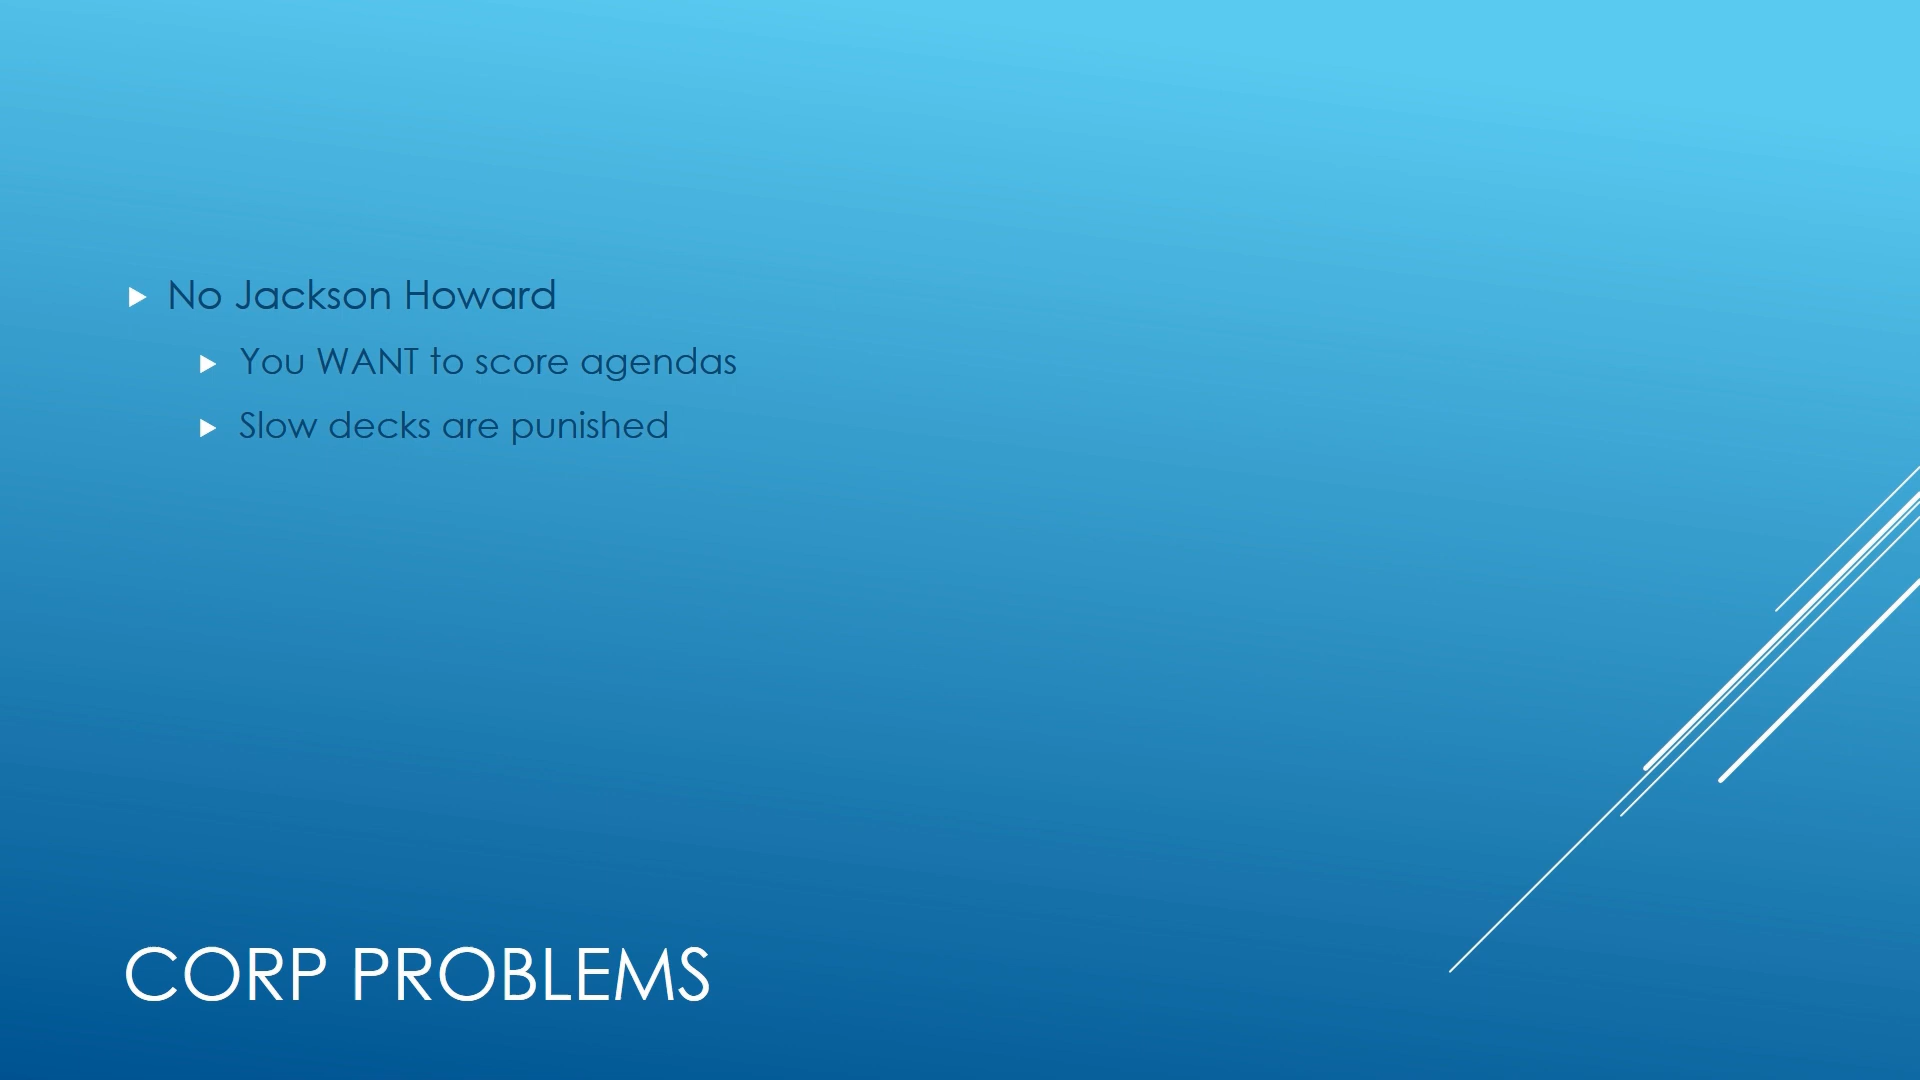 No Jackson Howard
You WANT to score agendas
Slow decks are punished
CORP PROBLEMS